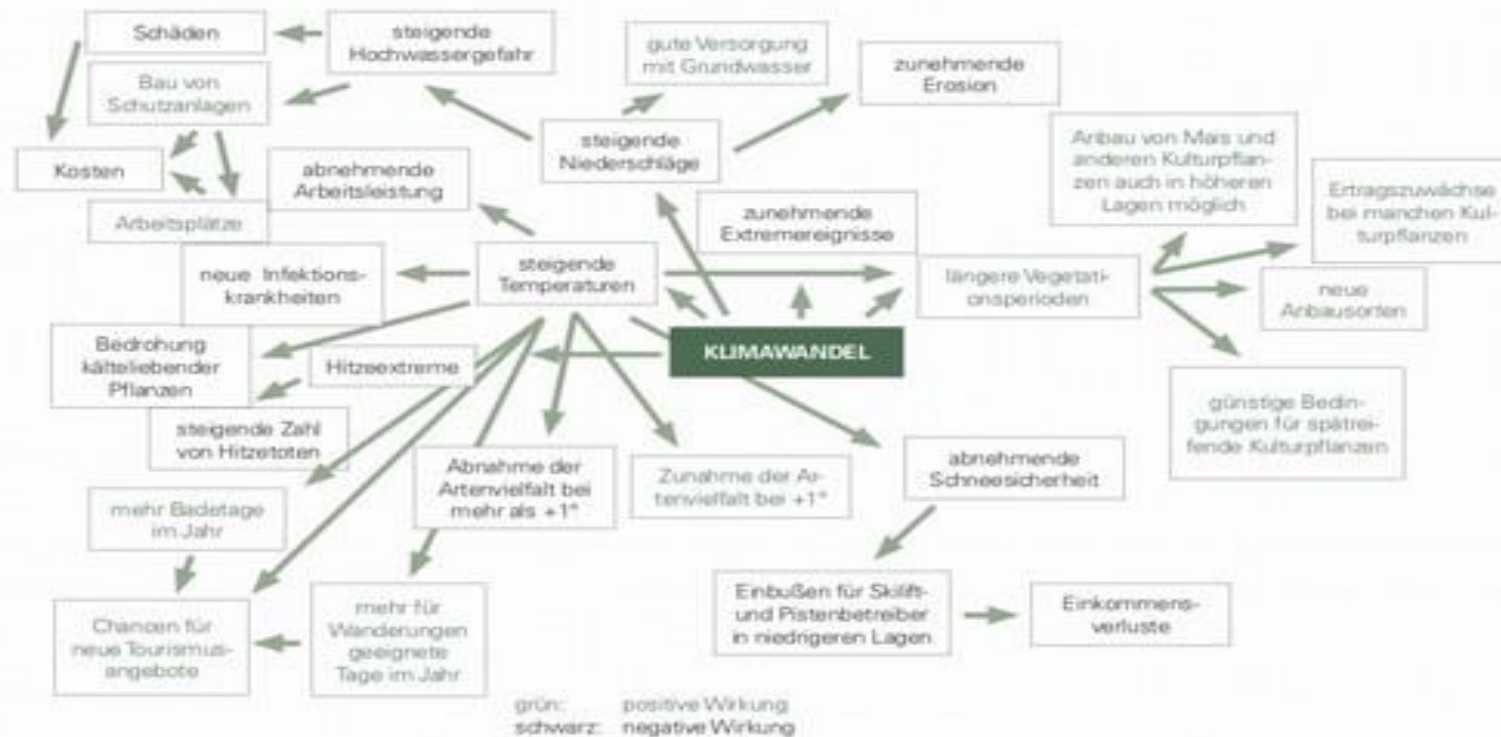 Schäden
steigende
Hochwassergefahr
gute Versorgung
mit Grundwasser
zunehmende
Erosion
Bau von
Schutzanlagen
steigende
Niederschläge
Anbau von Mais und
anderen Kulturpflan-
zen auch in höheren
Lagen möglich
Kosten
abnehmende
Arbeitsleistung
Ertragszuwächse
bei manchen Kul-
turpflanzen
Arbeitsplätze
zunehmende
Extremereignisse
neue Infektions-
krankheiten
steigende
Temperaturen
längere Vegetati-
onsperioden
neue
Anbausorten
Bedrohung
kälteliebender
Pflanzen
Hitzeextreme
KLIMAWANDEL
steigende Zahl
von Hitzetoten
günstige Bedin-
gungen für spätrei-
fende Kulturpflanzen
Abnahme der
Artenvielfalt bei
mehr als +1°
Zunahme der Ar-
tenvielfalt bei +1°
abnehmende
Schneesicherheit
mehr Badetage
im Jahr
Chancen für
neue Tourismus-
angebote
mehr für
Wanderungen
geeignete
Tage im Jahr
Einbußen für Skilift-
und Pistenbetreiber
in niedrigeren Lagen
Einkommens-
verluste
grün: positive Wirkung
schwarz: negative Wirkung